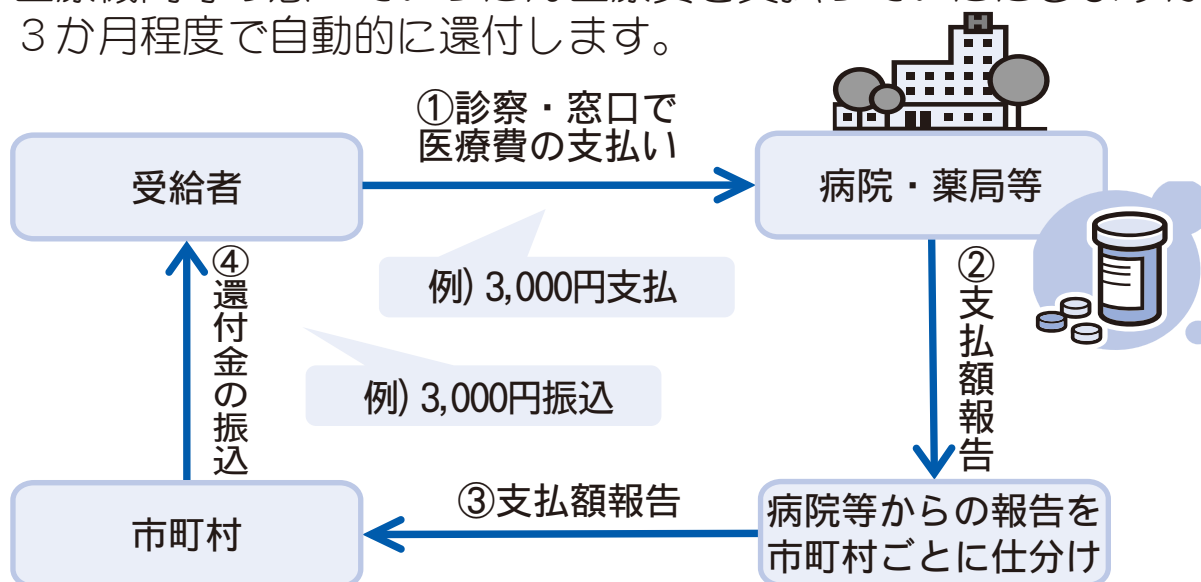 ３か月程度で自動的に還付します。
①診察・窓口で
医療費の支払い
受給者
病院・薬局等
H
例) 3,000円支払
②支払額報告
④還付金の振込
例) 3,000円振込
③支払額報告
市町村
病院等からの報告を
市町村ごとに仕分け